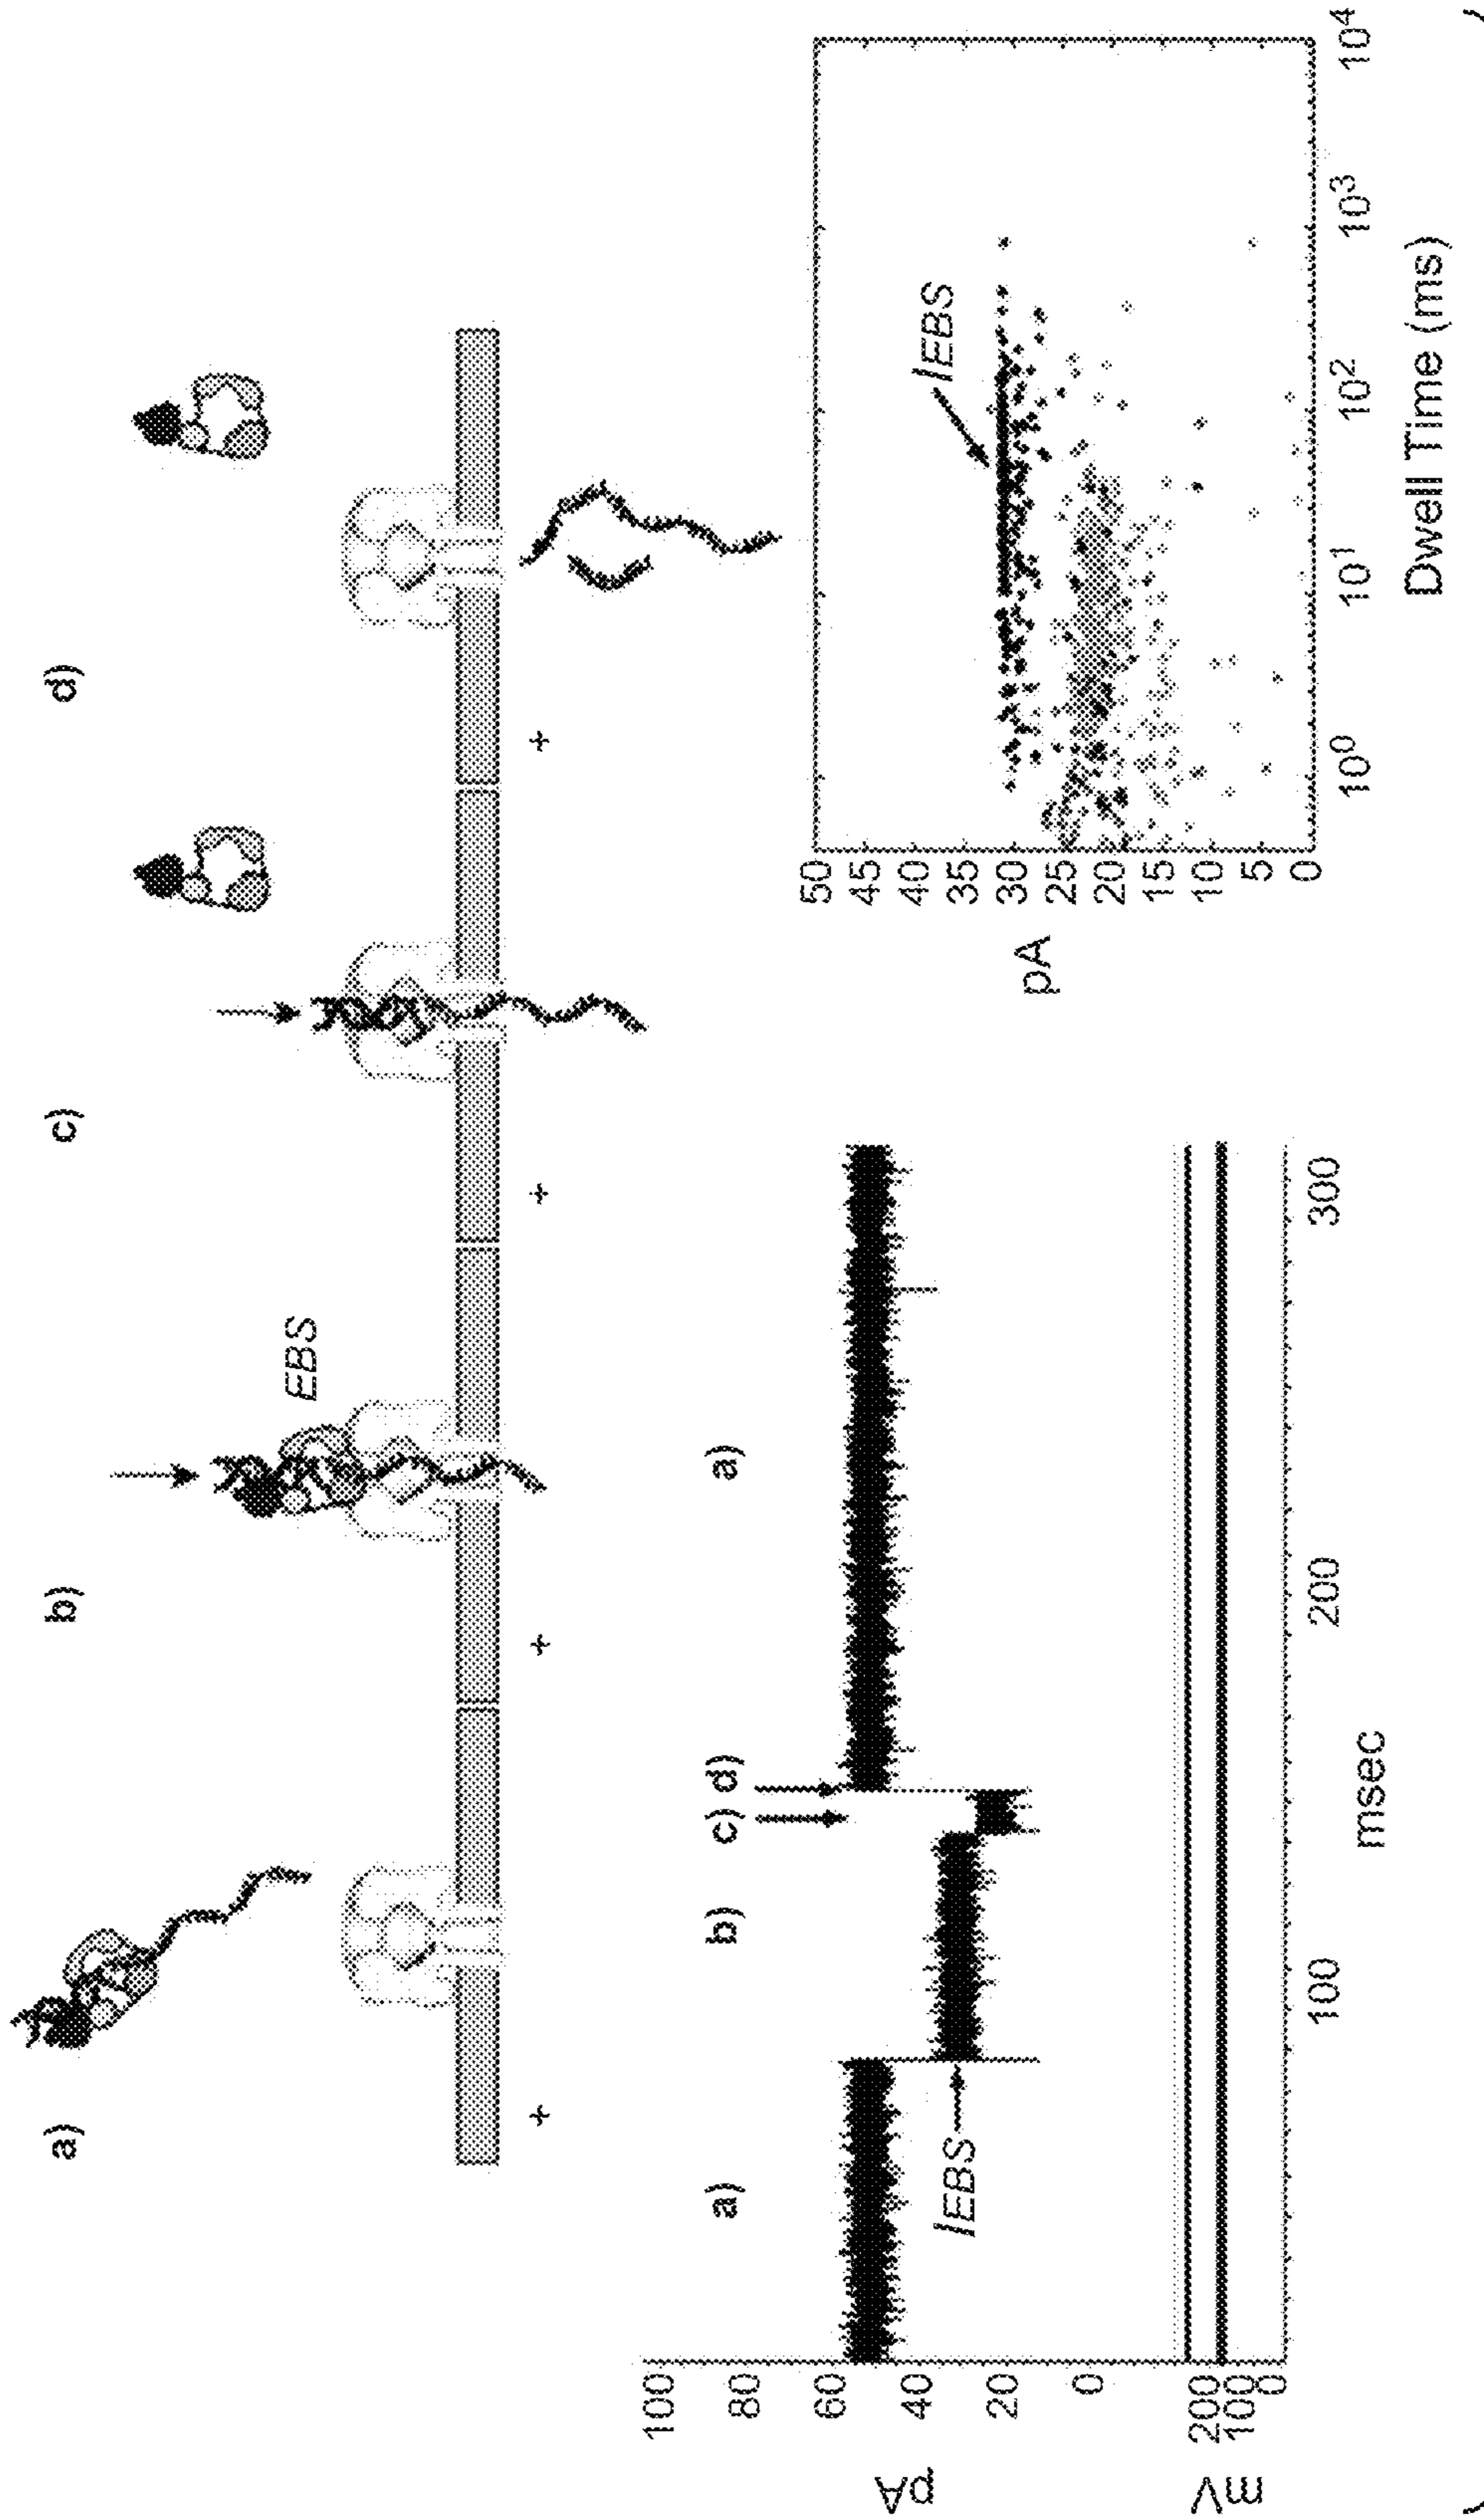 a)
b)
c)
d)
EBS
+
+
+
+
a)
b)
c)
d)
a)
IEBS
pA
100
80
60
40
20
0
mV
200
100
0
100
200
300
msec
pA
50
45
40
35
30
25
20
15
10
5
0
IEBS
10⁰
10¹
10²
10³
10⁴
Dwell Time (ms)